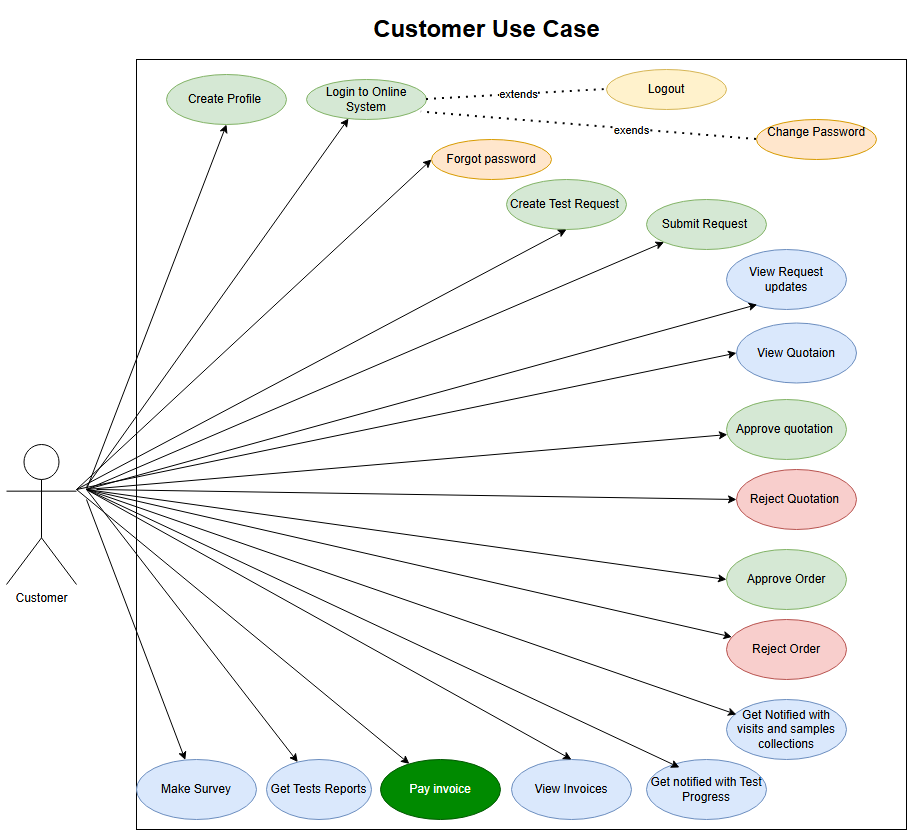 Customer Use Case
Create Profile
Login to Online
System
extends
Logout
exends
Change Password
Forgot password
Create Test Request
Submit Request
View Request
updates
View Quotaion
Approve quotation
Reject Quotation
Approve Order
Customer
Reject Order
Get Notified with
visits and samples
collections
Make Survey
Get Tests Reports
Pay invoice
View Invoices
Get notified with Test
Progress